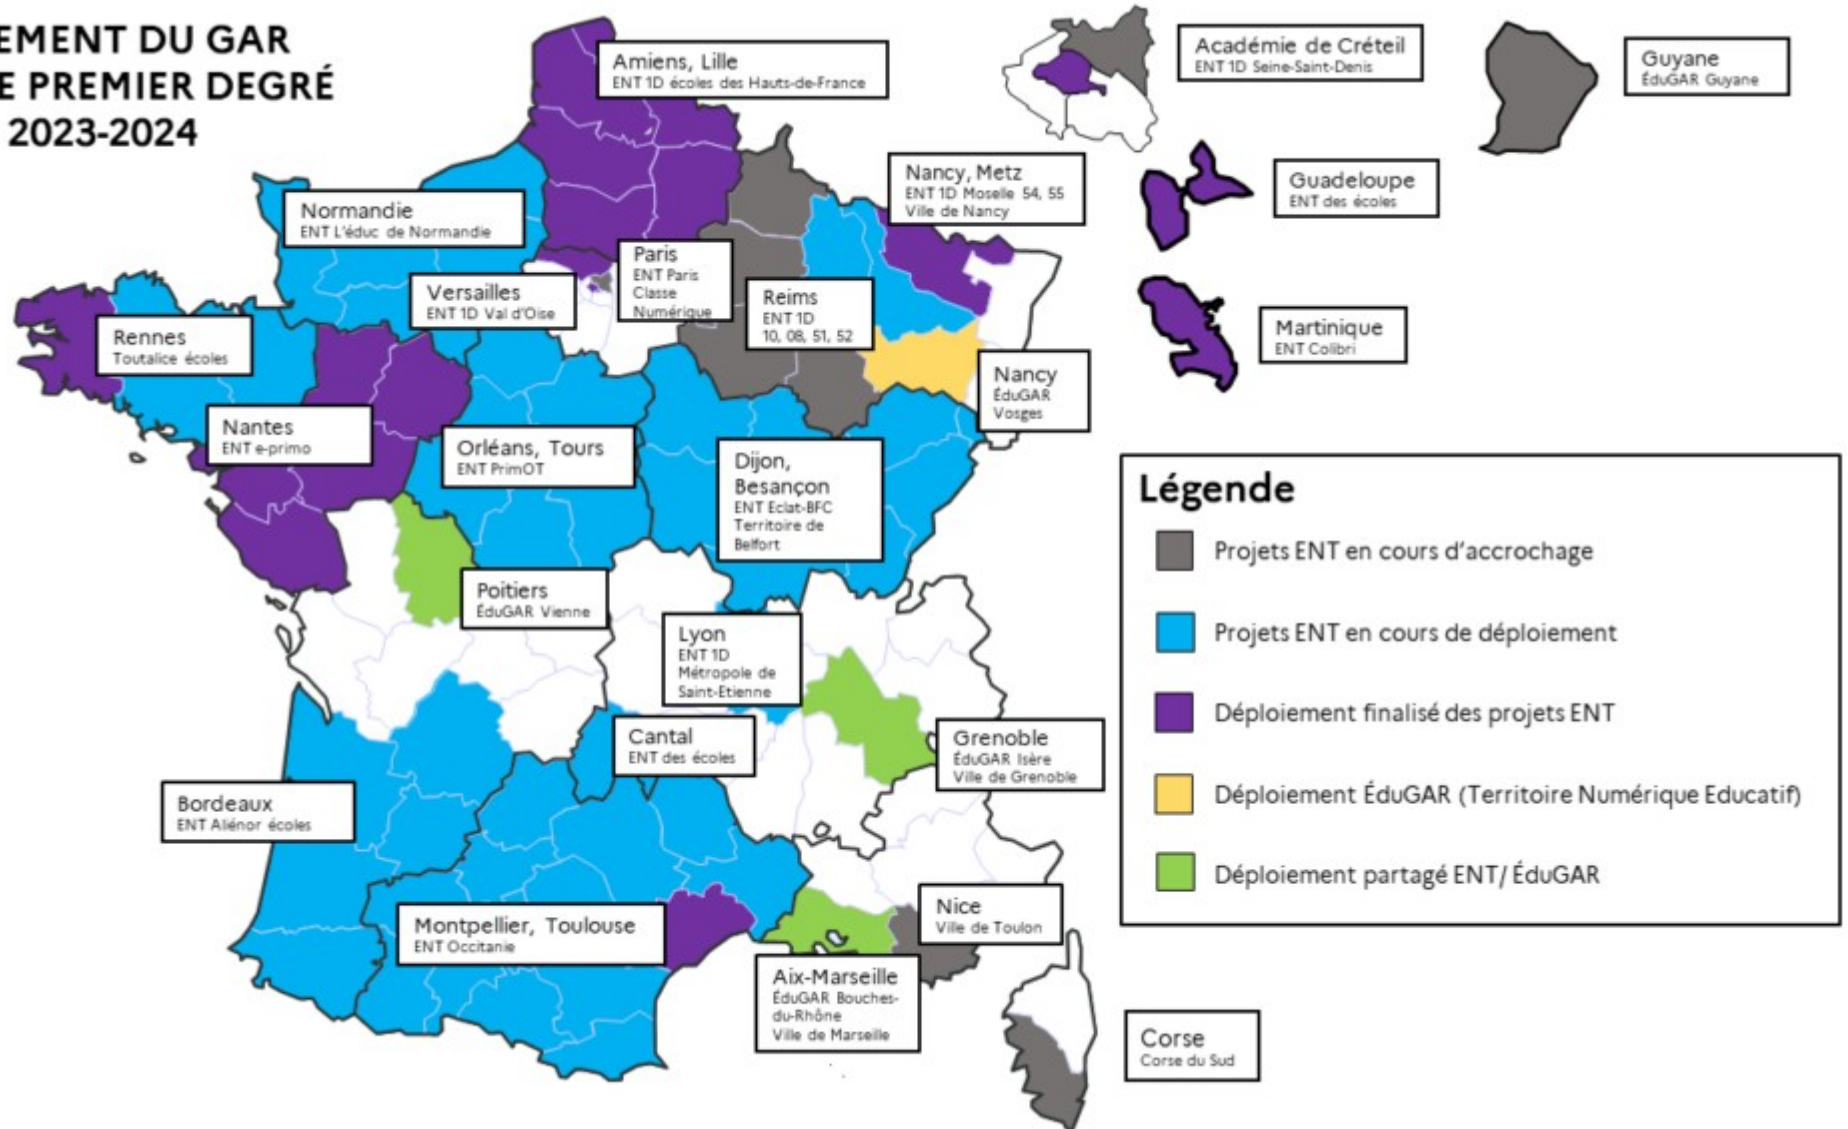 EMENT DU GAR
E PREMIER DEGRÉ
2023-2024
Amiens, Lille
ENT 1D écoles des Hauts-de-France
Académie de Créteil
ENT 1D Seine-Saint-Denis
Guyane
ÉduGAR Guyane
Nancy, Metz
ENT 1D Moselle 54, 55
Ville de Nancy
Guadeloupe
ENT des écoles
Normandie
ENT L'éduc de Normandie
Paris
ENT Paris
Classe
Numérique
Versailles
ENT 1D Val d'Oise
Reims
ENT 1D
10, 08, 51, 52
Martinique
ENT Colibri
Rennes
Toutalice écoles
Nancy
ÉduGAR
Vosges
Nantes
ENT e-primo
Orléans, Tours
ENT PrimOT
Dijon,
Besançon
ENT Eclat-BFC
Territoire de
Belfort
Poitiers
ÉduGAR Vienne
Lyon
ENT 1D
Métropole de
Saint-Etienne
Cantal
ENT des écoles
Grenoble
ÉduGAR Isère
Ville de Grenoble
Bordeaux
ENT Aliénor écoles
Montpellier, Toulouse
ENT Occitanie
Nice
Ville de Toulon
Aix-Marseille
ÉduGAR Bouches-
du-Rhône
Ville de Marseille
Corse
Corse du Sud
Légende
Projets ENT en cours d'accrochage
Projets ENT en cours de déploiement
Déploiement finalisé des projets ENT
Déploiement ÉduGAR (Territoire Numérique Educatif)
Déploiement partagé ENT/ ÉduGAR